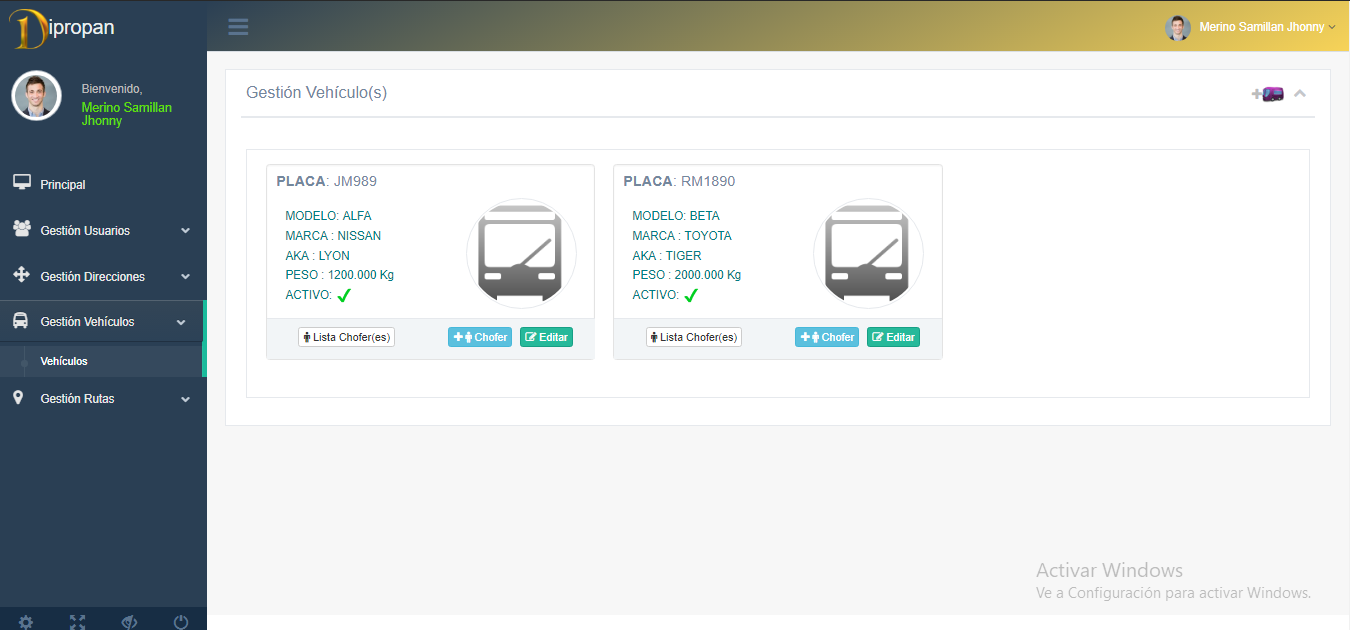 Dipropan
Merino Samillan Jhonny
Bienvenido,
Merino Samillan
Jhonny
Principal
Gestión Usuarios
Gestión Direcciones
Gestión Vehículos
Vehículos
Gestión Rutas
Gestión Vehículo(s)
PLACA: JM989
MODELO: ALFA
MARCA : NISSAN
AKA : LYON
PESO : 1200.000 Kg
ACTIVO:
Lista Chofer(es)
Chofer
Editar
PLACA: RM1890
MODELO: BETA
MARCA : TOYOTA
AKA : TIGER
PESO : 2000.000 Kg
ACTIVO:
Lista Chofer(es)
Chofer
Editar
Activar Windows
Ve a Configuración para activar Windows.